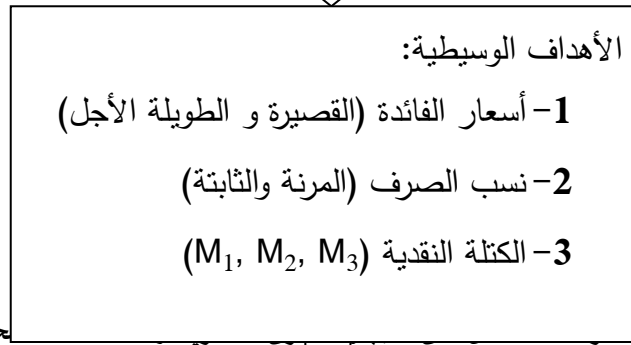 الأهداف الوسيطية:
1- أسعار الفائدة (القصيرة و الطويلة الأجل)
2- نسب الصرف (المرنة والثابتة)
3- الكتلة النقدية (M₁, M₂, M₃)